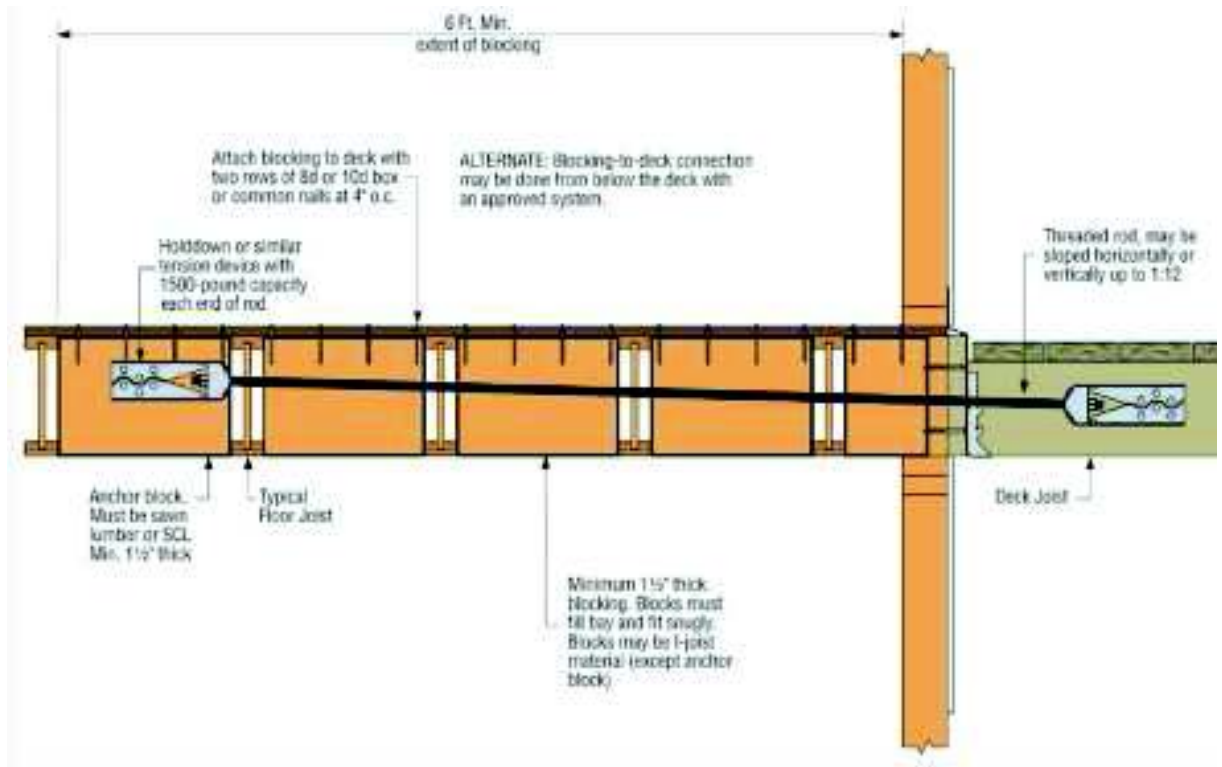 6 Ft. Min.
extent of blocking
Attach blocking to deck with
two rows of 8d or 10d box
or common nails at 4" o.c.
ALTERNATE: Blocking-to-deck connection
may be done from below the deck with
an approved system.
Holddown or similar
tension device with
1500-pound capacity
each end of rod
Threaded rod, may be
sloped horizontally or
vertically up to 1:12
Anchor block.
Must be sawn
lumber or SCL
Min. 1½" thick
Typical
Floor Joist
Deck Joist
Minimum 1½" thick
blocking. Blocks must
fill bay and fit snugly.
Blocks may be I-joist
material (except anchor
block)